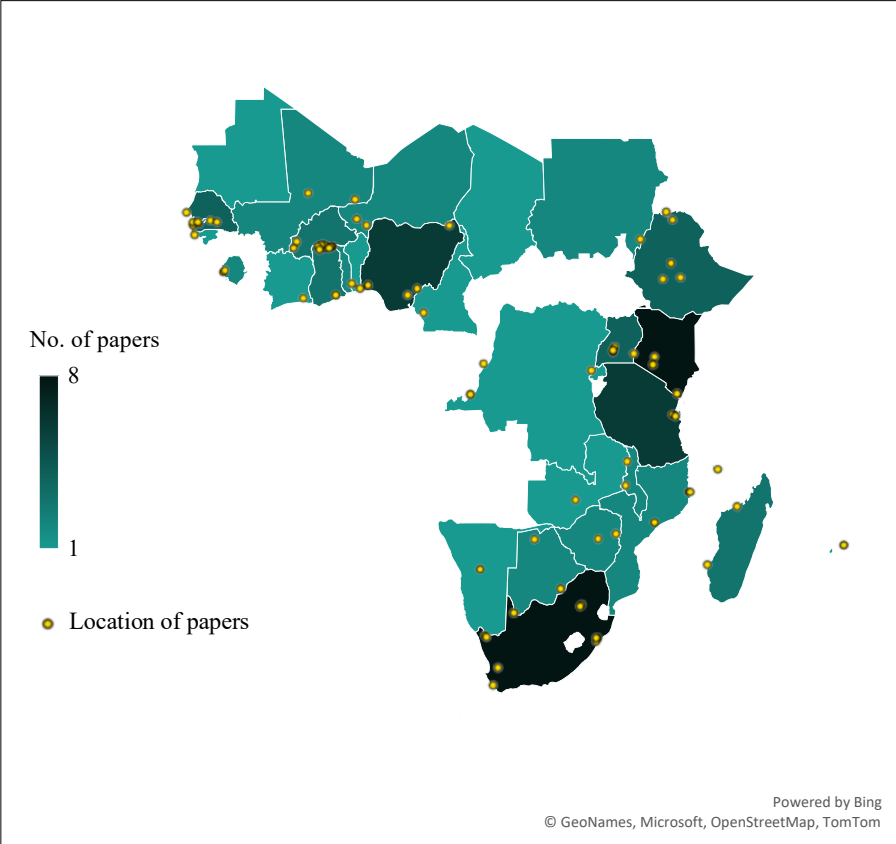 No. of papers
8
1
Location of papers
Powered by Bing
© GeoNames, Microsoft, OpenStreetMap, TomTom